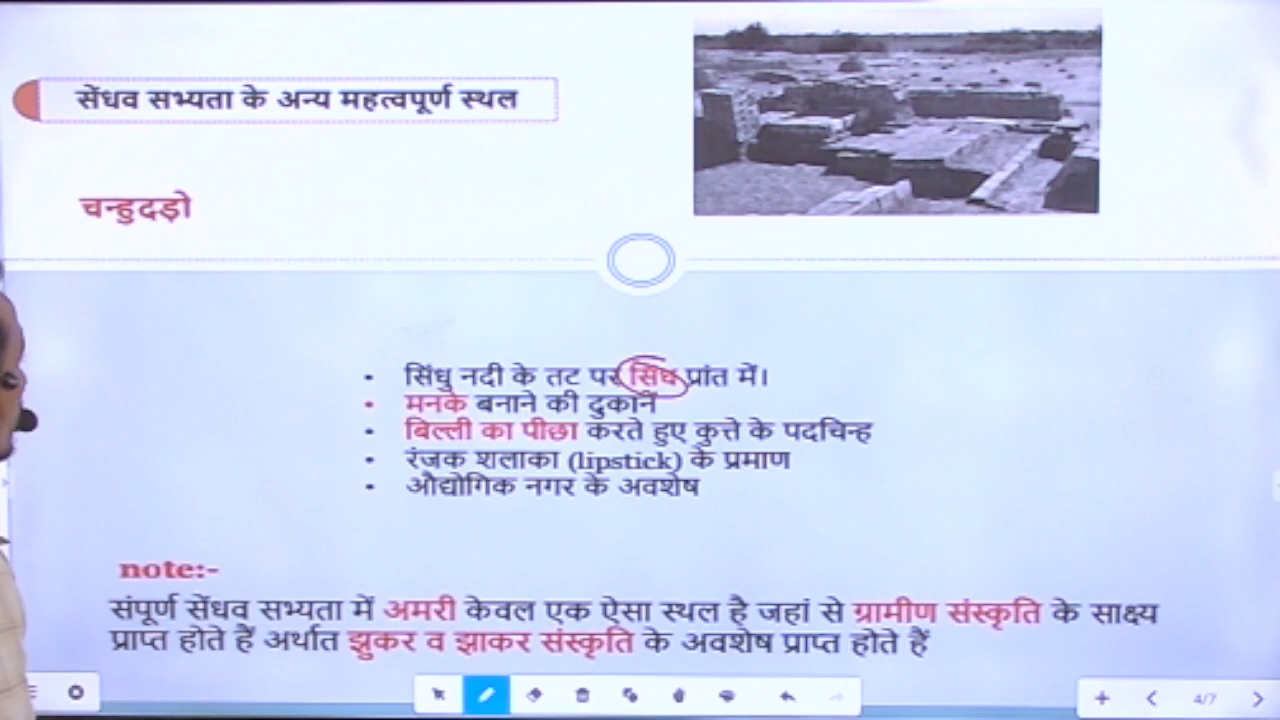 सेंधव सभ्यता के अन्य महत्वपूर्ण स्थल
चन्हुदड़ो
• सिंधु नदी के तट पर सिंध प्रांत में।
• मनके बनाने की दुकानें
• बिल्ली का पीछा करते हुए कुत्ते के पदचिन्ह
• रंजक शलाका (lipstick) के प्रमाण
• औद्योगिक नगर के अवशेष
note:-
संपूर्ण सेंधव सभ्यता में अमरी केवल एक ऐसा स्थल है जहां से ग्रामीण संस्कृति के साक्ष्य
प्राप्त होते हैं अर्थात झुकर व झाकर संस्कृति के अवशेष प्राप्त होते हैं
4/7